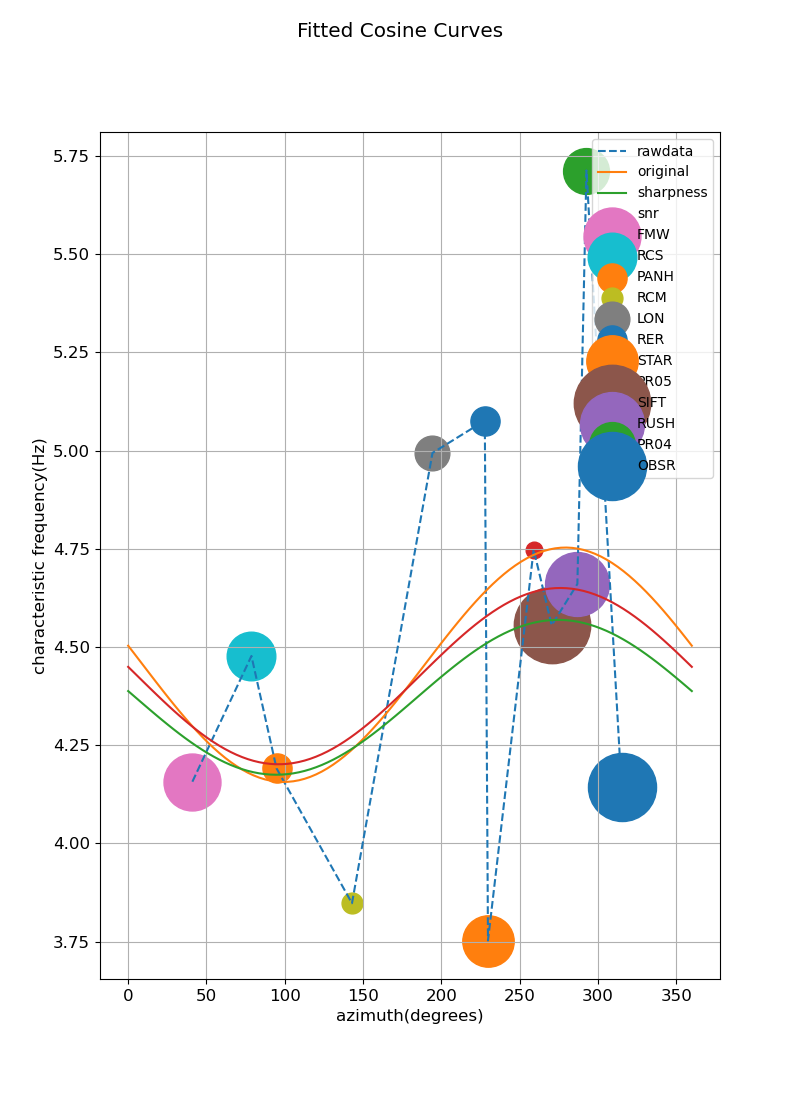 Fitted Cosine Curves
5.75
5.50
5.25
5.00
4.75
4.50
4.25
4.00
3.75
characteristic frequency(Hz)
0 50 100 150 200 250 300 350
azimuth(degrees)
rawdata
original
sharpness
snr
FMW
RCS
PANH
RCM
LON
RER
STAR
PR05
SIFT
RUSH
PR04
OBSR